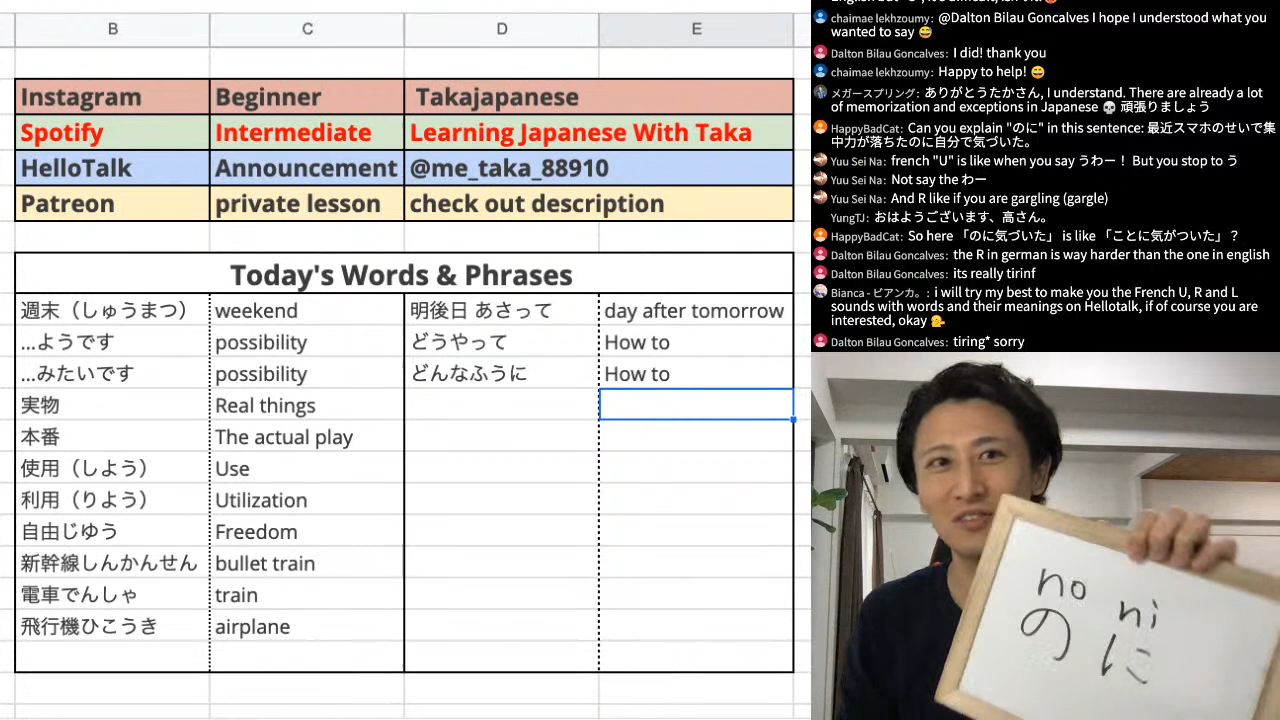 B C D E
Instagram Beginner Takajapanese
Spotify Intermediate Learning Japanese With Taka
HelloTalk Announcement @me_taka_88910
Patreon private lesson check out description
Today's Words & Phrases
週末（しゅうまつ） weekend 明後日 あさって day after tomorrow
...ようです possibility どうやって How to
...みたいです possibility どんなふうに How to
実物 Real things
本番 The actual play
使用（しよう） Use
利用（りよう） Utilization
自由じゆう Freedom
新幹線しんかんせん bullet train
電車でんしゃ train
飛行機ひこうき airplane
chaimae lekhzoumy: @Dalton Bilau Goncalves I hope I understood what you
wanted to say 😅
Dalton Bilau Goncalves: I did! thank you
chaimae lekhzoumy: Happy to help! 😄
メガースプリング: ありがとうたかさん, I understand. There are already a lot
of memorization and exceptions in Japanese 💀 頑張りましょう
HappyBadCat: Can you explain "のに" in this sentence: 最近スマホのせいで集
中力が落ちたのに自分で気づいた。
Yuu Sei Na: french "U" is like when you say うわー！ But you stop to う
Yuu Sei Na: Not say the わー
Yuu Sei Na: And R like if you are gargling (gargle)
YungTJ: おはようございます、高さん。
HappyBadCat: So here 「のに気づいた」 is like 「ことに気がついた」？
Dalton Bilau Goncalves: the R in german is way harder than the one in english
Dalton Bilau Goncalves: its really tirinf
Bianca - ビアンカ。: i will try my best to make you the French U, R and L
sounds with words and their meanings on Hellotalk, if of course you are
interested, okay 💁
Dalton Bilau Goncalves: tiring* sorry
no ni
のに